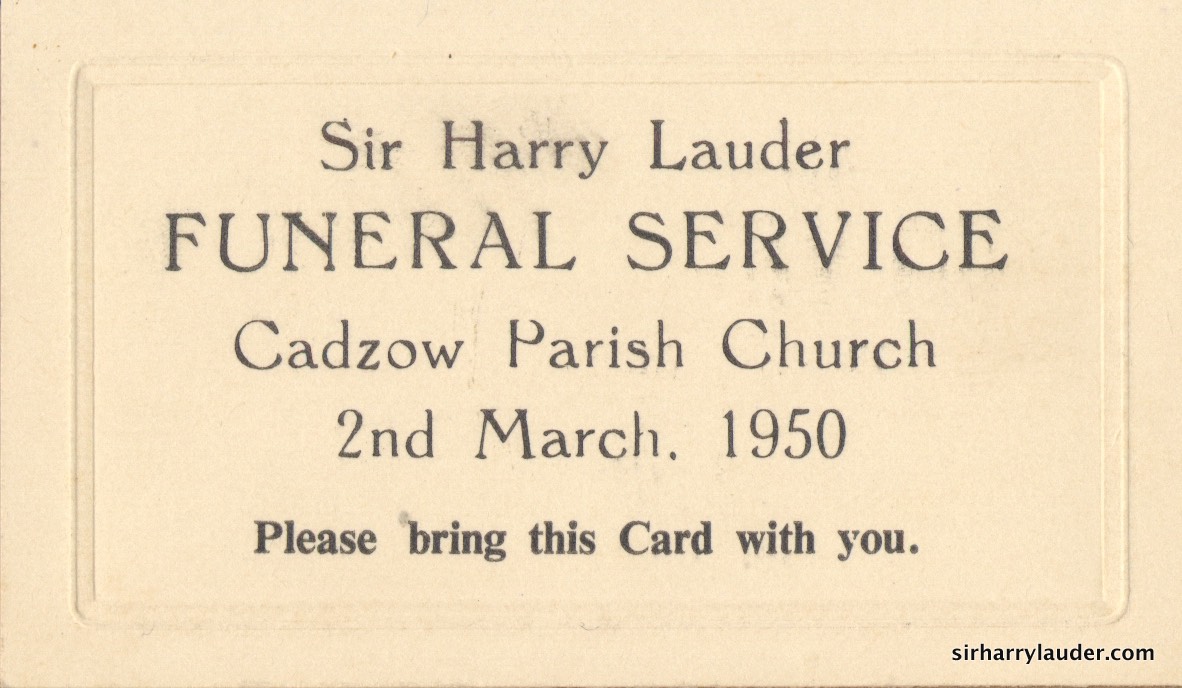 Sir Harry Lauder
FUNERAL SERVICE
Cadzow Parish Church
2nd March, 1950
Please bring this Card with you.
sirharrylauder.com